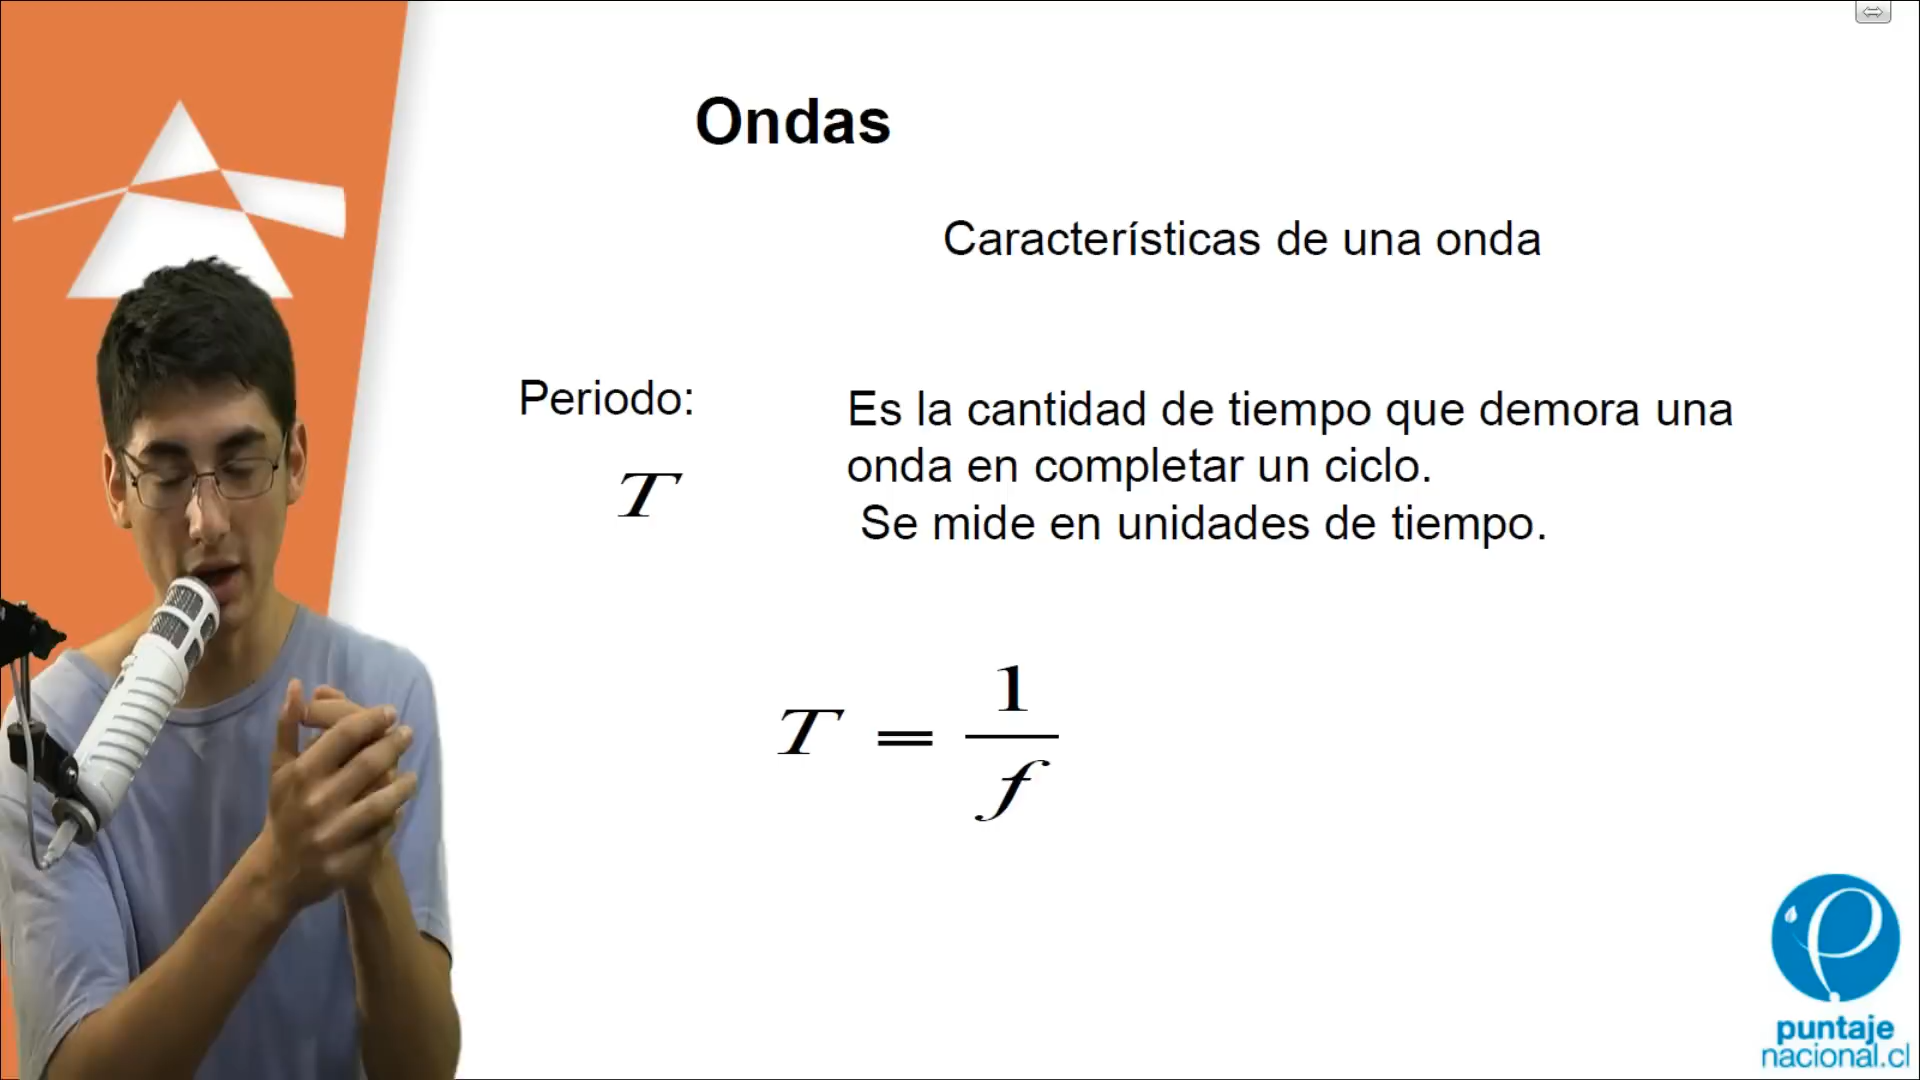 Ondas
Características de una onda
Periodo:
T
Es la cantidad de tiempo que demora una
onda en completar un ciclo.
Se mide en unidades de tiempo.
T = 1/f
puntaje
nacional.cl